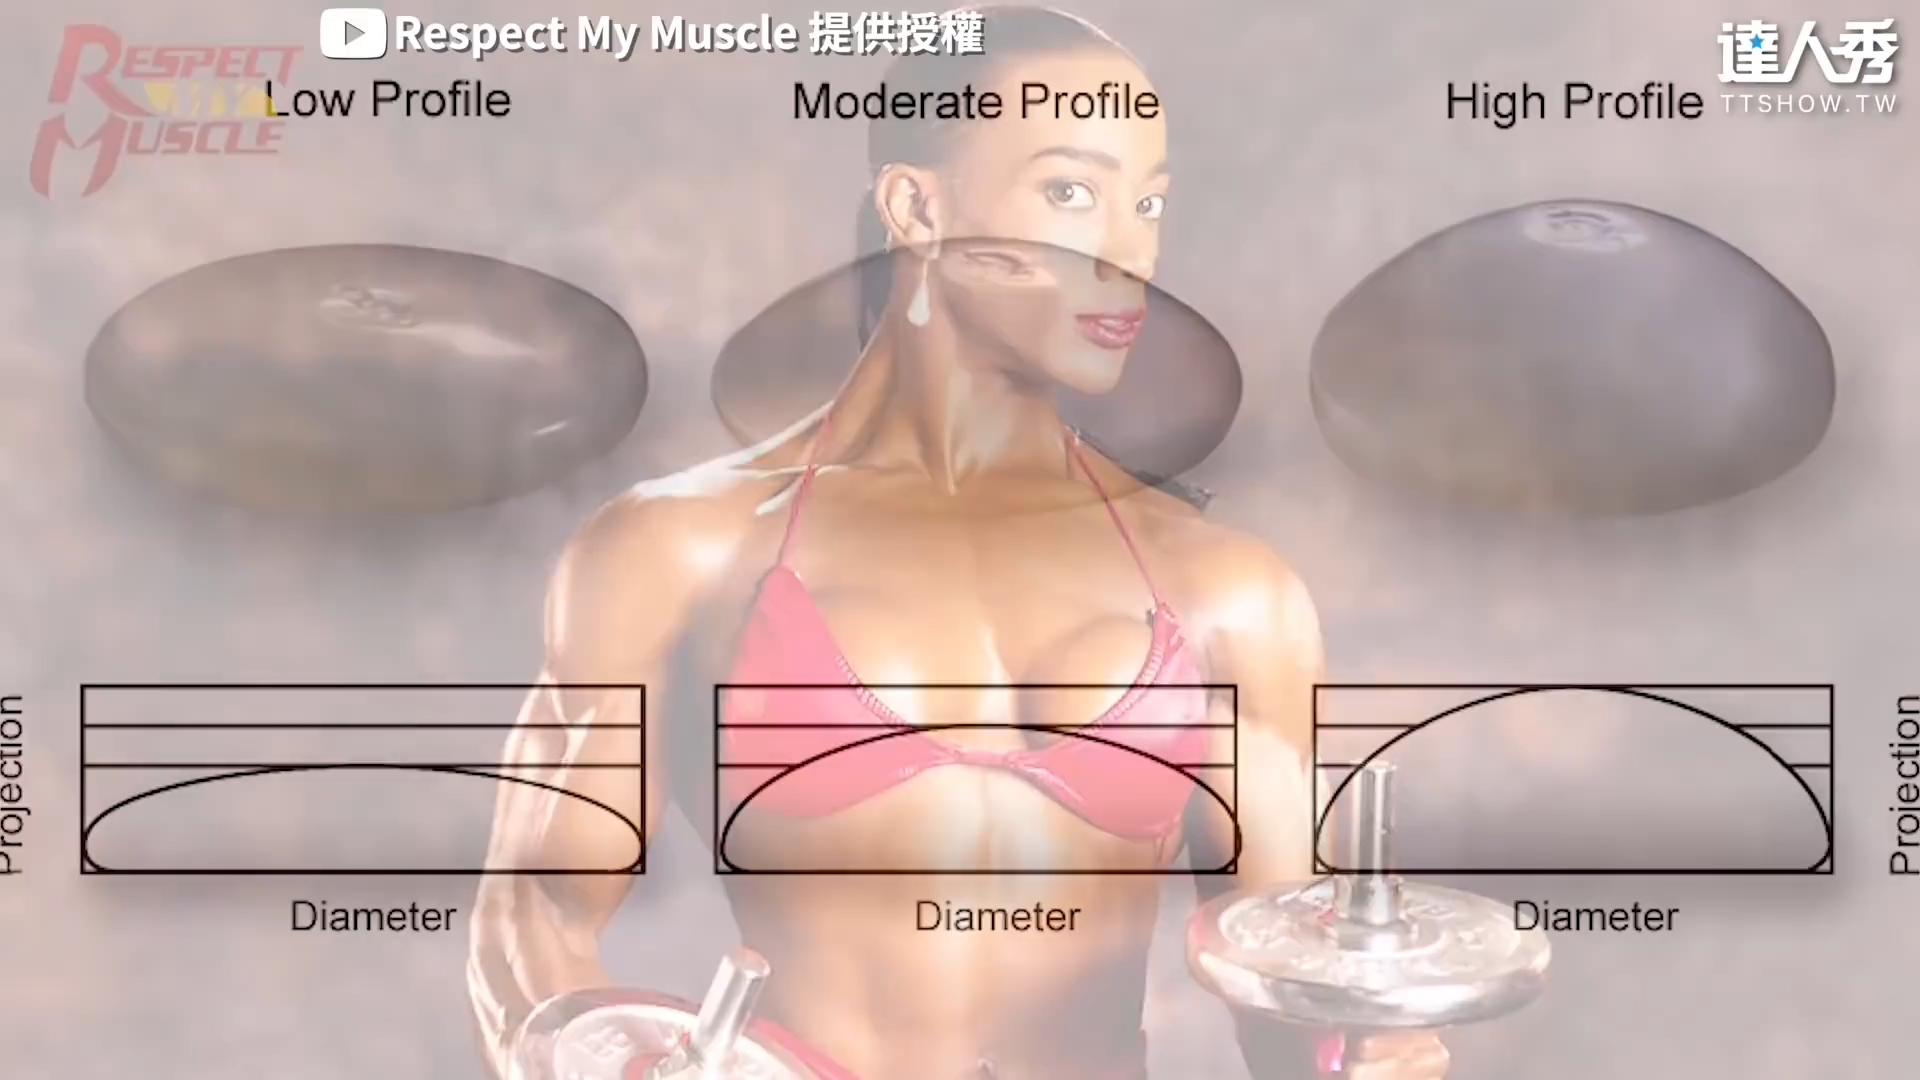 Respect My Muscle 提供授權
RESPECT
MY
MUSCLE
達人秀
TTSHOW.TW
Low Profile
Moderate Profile
High Profile
Projection
Projection
Diameter
Diameter
Diameter